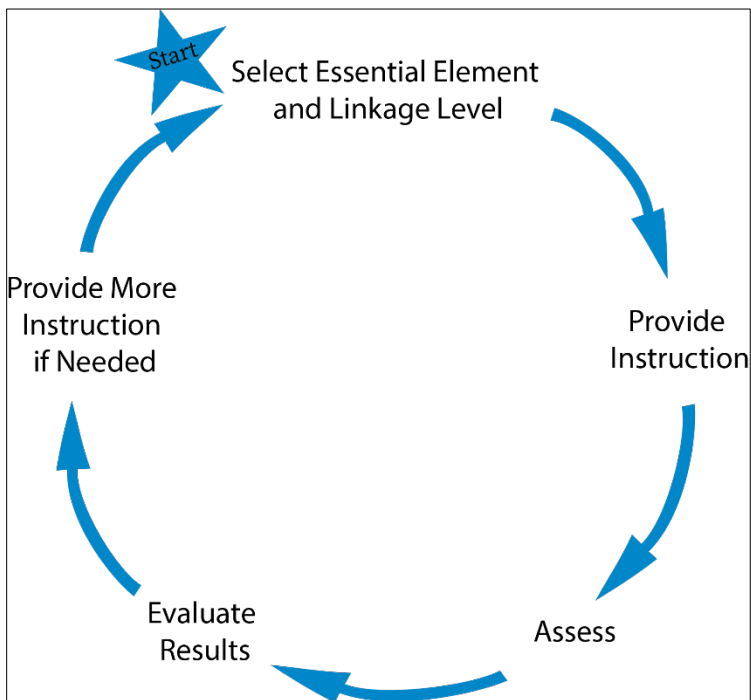 Start
Select Essential Element
and Linkage Level
Provide
Instruction
Assess
Evaluate
Results
Provide More
Instruction
if Needed